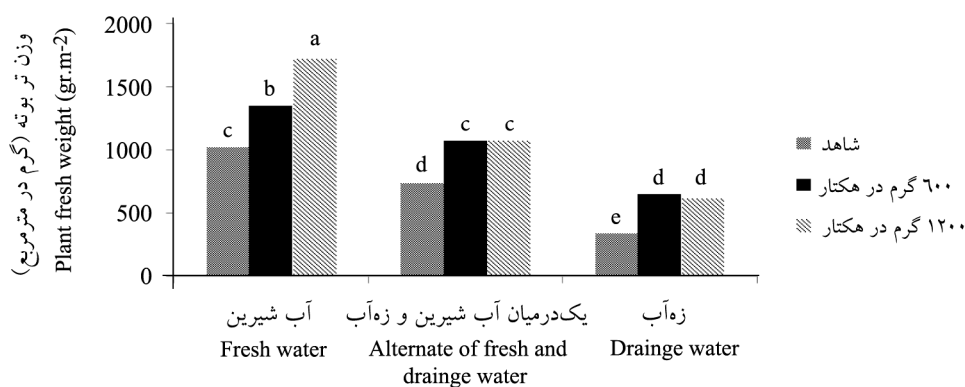 وزن تر بوته (گرم در مترمربع)
Plant fresh weight (gr.m-2)
2000
1500
1000
500
0
c
b
a
d
c
c
e
d
d
آب شیرین
Fresh water
یک‌درمیان آب شیرین و زه‌آب
Alternate of fresh and
drainge water
زه‌آب
Drainge water
شاهد
۶۰۰ گرم در هکتار
۱۲۰۰ گرم در هکتار